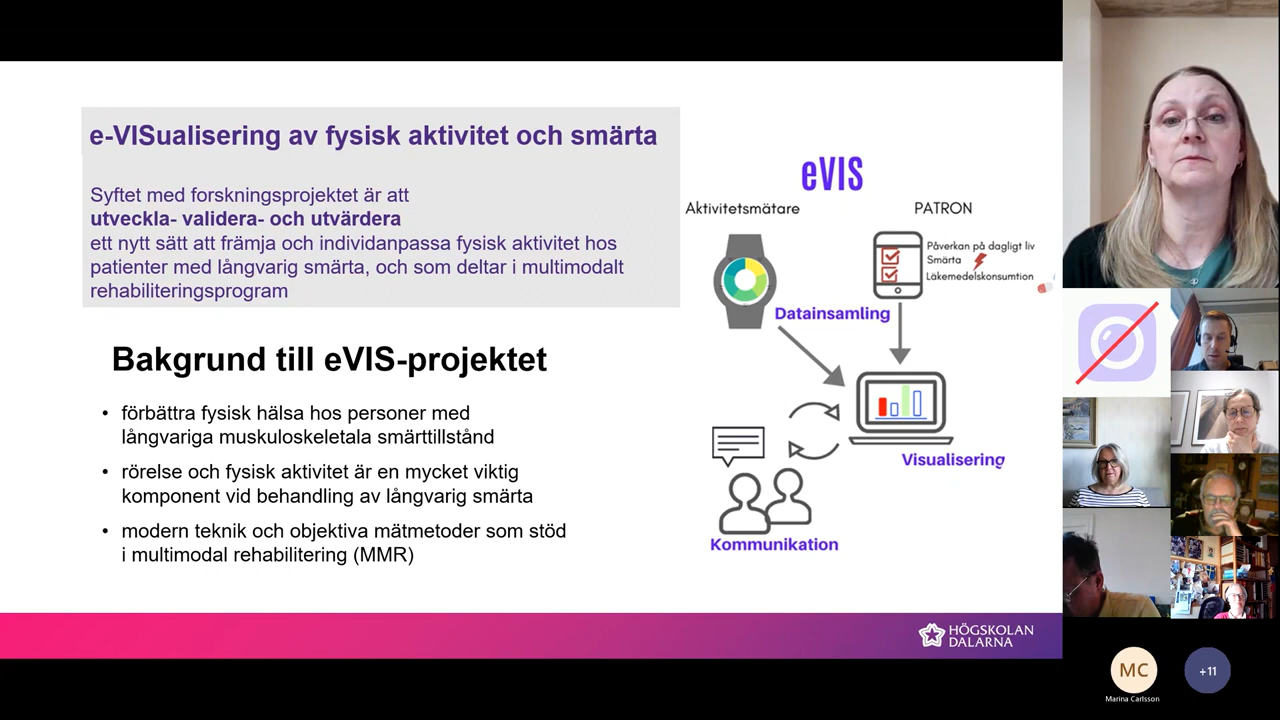 e-VISualisering av fysisk aktivitet och smärta
Syftet med forskningsprojektet är att
utveckla- validera- och utvärdera
ett nytt sätt att främja och individanpassa fysisk aktivitet hos
patienter med långvarig smärta, och som deltar i multimodalt
rehabiliteringsprogram
Bakgrund till eVIS-projektet
• förbättra fysisk hälsa hos personer med
långvariga muskuloskeletala smärttillstånd
• rörelse och fysisk aktivitet är en mycket viktig
komponent vid behandling av långvarig smärta
• modern teknik och objektiva mätmetoder som stöd
i multimodal rehabilitering (MMR)
eVIS
Aktivitetsmätare
PATRON
Påverkan på dagligt liv
Smärta
Läkemedelskonsumtion
Datainsamling
Visualisering
Kommunikation
HÖGSKOLAN
DALARNA
MC
Marina Carlsson
+11